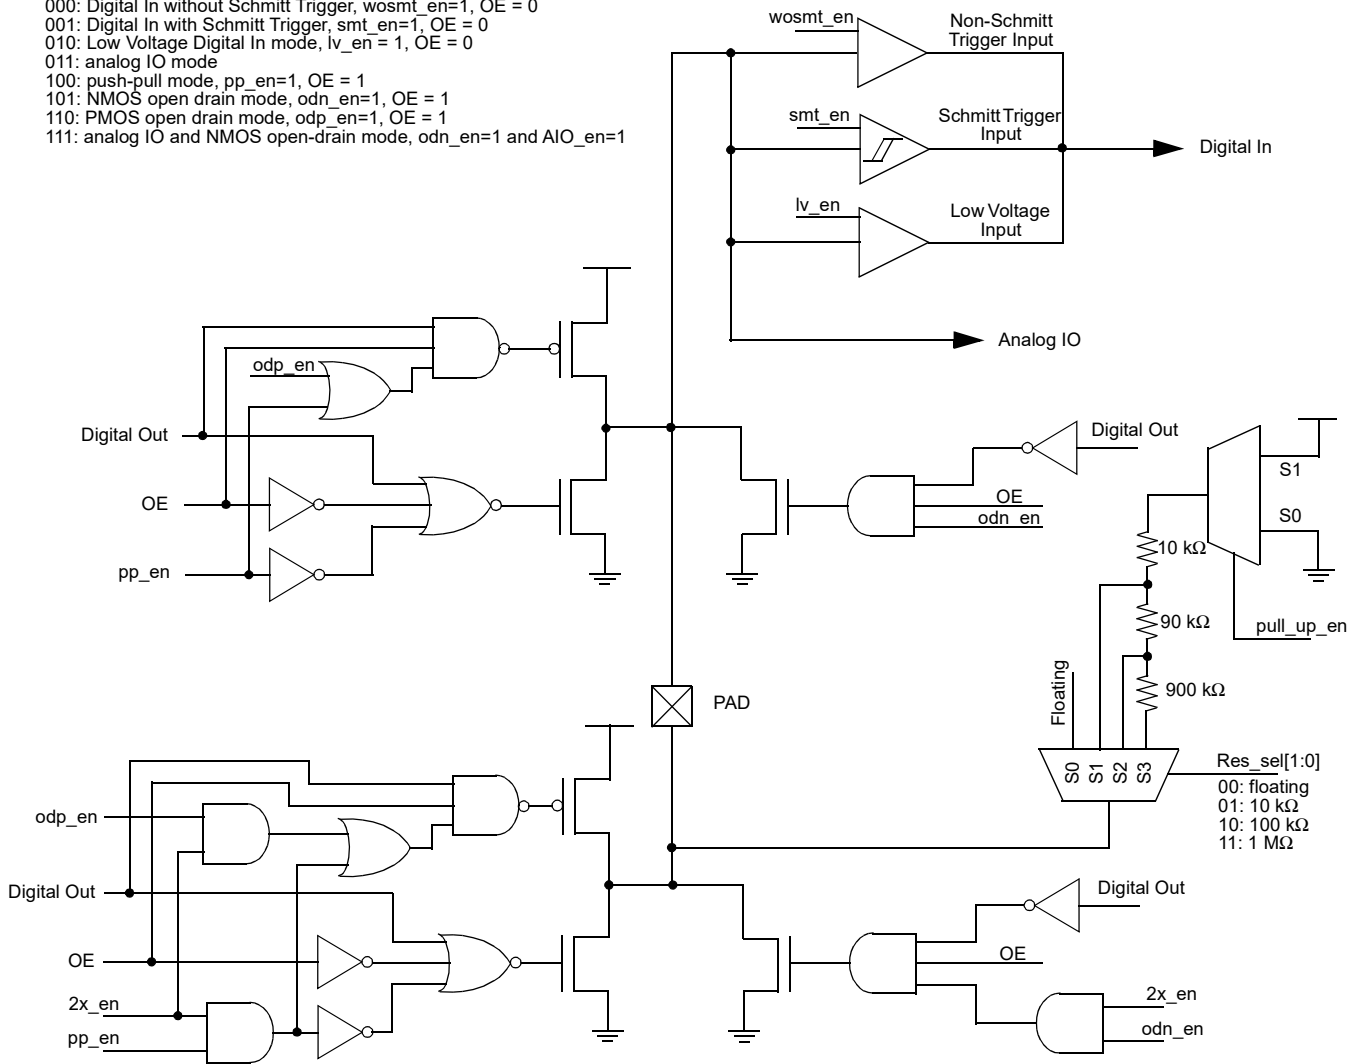 000: Digital In without Schmitt Trigger, wosmt_en=1, OE = 0
001: Digital In with Schmitt Trigger, smt_en=1, OE = 0
010: Low Voltage Digital In mode, lv_en = 1, OE = 0
011: analog IO mode
100: push-pull mode, pp_en=1, OE = 1
101: NMOS open drain mode, odn_en=1, OE = 1
110: PMOS open drain mode, odp_en=1, OE = 1
111: analog IO and NMOS open-drain mode, odn_en=1 and AIO_en=1
wosmt_en
Non-Schmitt
Trigger Input
smt_en
Schmitt Trigger
Input
Digital In
lv_en
Low Voltage
Input
Analog IO
odp_en
Digital Out
OE
pp_en
Digital Out
OE
odn_en
S1
S0
10 kΩ
90 kΩ
900 kΩ
pull_up_en
Floating
S0
S1
S2
S3
Res_sel[1:0]
00: floating
01: 10 kΩ
10: 100 kΩ
11: 1 MΩ
PAD
odp_en
Digital Out
OE
2x_en
pp_en
Digital Out
OE
2x_en
odn_en